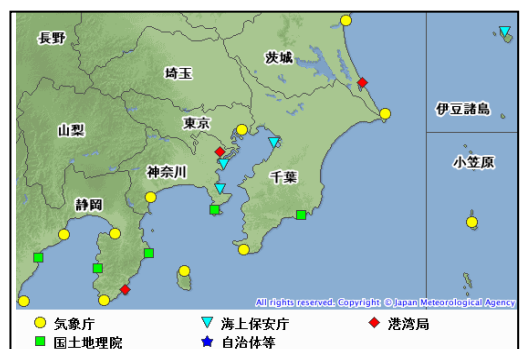 長野
茨城
埼玉
伊豆諸島
東京
山梨
小笠原
神奈川
千葉
静岡
All rights reserved. Copyright © Japan Meteorological Agency
気象庁 海上保安庁 港湾局
国土地理院 自治体等